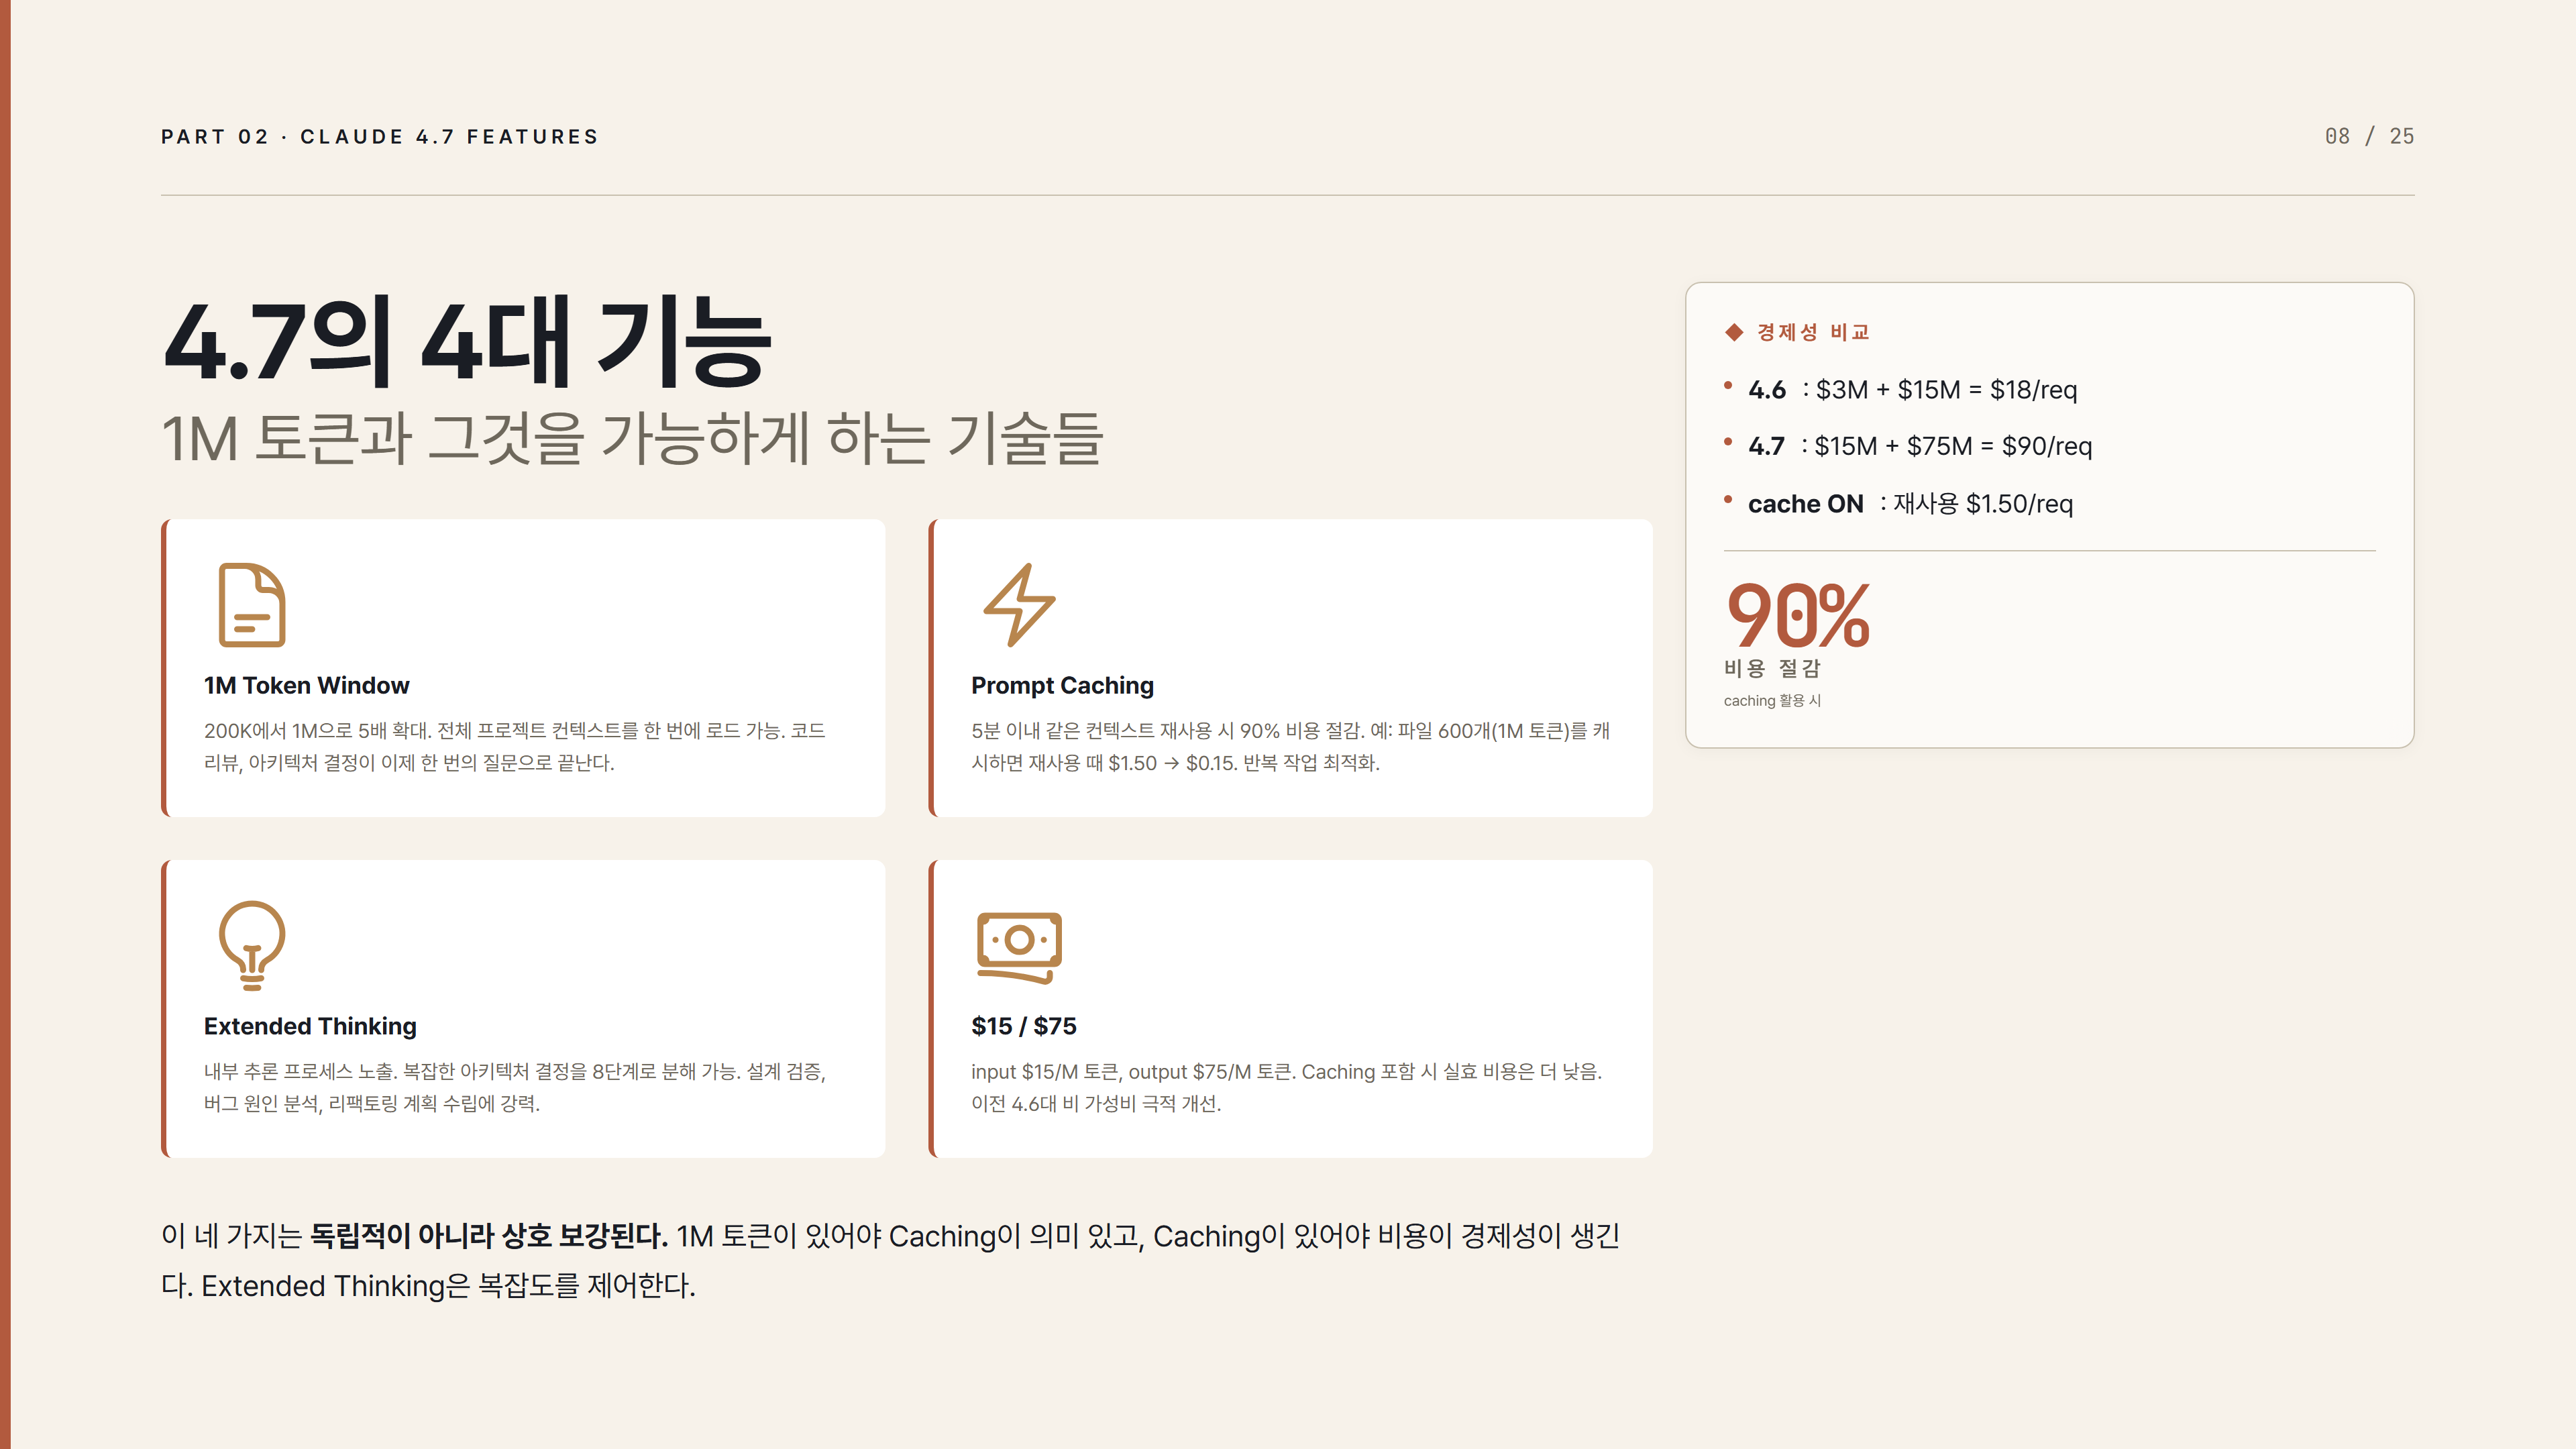 PART 02 · CLAUDE 4.7 FEATURES
08 / 25
4.7의 4대 기능
1M 토큰과 그것을 가능하게 하는 기술들
1M Token Window
200K에서 1M으로 5배 확대. 전체 프로젝트 컨텍스트를 한 번에 로드 가능. 코드
리뷰, 아키텍처 결정이 이제 한 번의 질문으로 끝난다.
Prompt Caching
5분 이내 같은 컨텍스트 재사용 시 90% 비용 절감. 예: 파일 600개(1M 토큰)를 캐
시하면 재사용 때 $1.50 → $0.15. 반복 작업 최적화.
Extended Thinking
내부 추론 프로세스 노출. 복잡한 아키텍처 결정을 8단계로 분해 가능. 설계 검증,
버그 원인 분석, 리팩토링 계획 수립에 강력.
$15 / $75
input $15/M 토큰, output $75/M 토큰. Caching 포함 시 실효 비용은 더 낮음.
이전 4.6대 비 가성비 극적 개선.
이 네 가지는 독립적이 아니라 상호 보강된다. 1M 토큰이 있어야 Caching이 의미 있고, Caching이 있어야 비용이 경제성이 생긴
다. Extended Thinking은 복잡도를 제어한다.
◆ 경제성 비교
• 4.6 : $3M + $15M = $18/req
• 4.7 : $15M + $75M = $90/req
• cache ON : 재사용 $1.50/req
90%
비용 절감
caching 활용 시